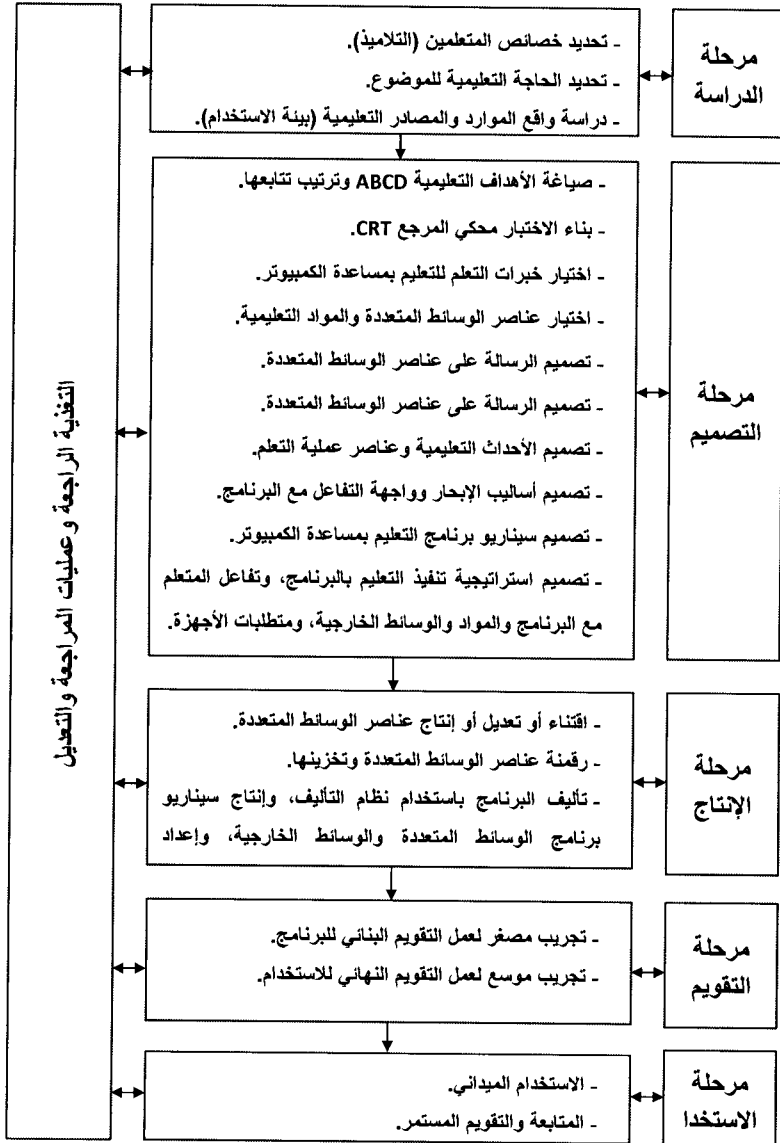 مرحلة
الدراسة
- تحديد خصائص المتعلمين (التلاميذ).
- تحديد الحاجة التعليمية للموضوع.
- دراسة واقع الموارد والمصادر التعليمية (بيئة الاستخدام).
مرحلة
التصميم
- صياغة الأهداف التعليمية ABCD وترتيب تتابعها.
- بناء الاختبار محكي المرجع CRT.
- اختيار خبرات التعلم للتعليم بمساعدة الكمبيوتر.
- اختيار عناصر الوسائط المتعددة والمواد التعليمية.
- تصميم الرسالة على عناصر الوسائط المتعددة.
- تصميم الرسالة على عناصر الوسائط المتعددة.
- تصميم الأحداث التعليمية وعناصر عملية التعلم.
- تصميم أساليب الإبحار وواجهة التفاعل مع البرنامج.
- تصميم سيناريو برنامج التعليم بمساعدة الكمبيوتر.
- تصميم استراتيجية تنفيذ التعليم بالبرنامج، وتفاعل المتعلم
مع البرنامج والمواد والوسائط الخارجية، ومتطلبات الأجهزة.
مرحلة
الإنتاج
- اقتناء أو تعديل أو إنتاج عناصر الوسائط المتعددة.
- رقمنة عناصر الوسائط المتعددة وتخزينها.
- تأليف البرنامج باستخدام نظام التأليف، وإنتاج سيناريو
برنامج الوسائط المتعددة والوسائط الخارجية، وإعداد
مرحلة
التقويم
- تجريب مصغر لعمل التقويم البنائي للبرنامج.
- تجريب موسع لعمل التقويم النهائي للاستخدام.
مرحلة
الاستخدا
- الاستخدام الميداني.
- المتابعة والتقويم المستمر.
التغذية الراجعة وعمليات المراجعة والتعديل